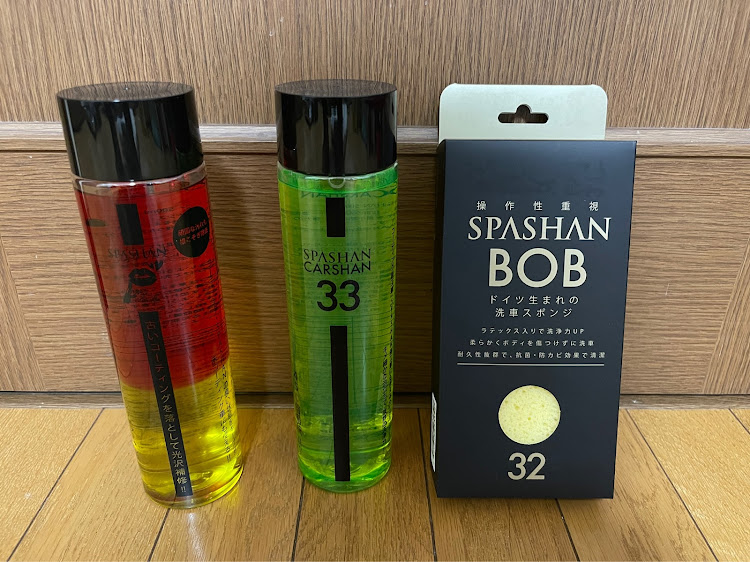 古いコーティングを落として光沢補修!!
SPASHAN
CARSHAN
33
操作性重視
SPASHAN
BOB
ドイツ生まれの
洗車スポンジ
ラテックス入りで洗浄力UP
柔らかくボディを傷つけずに洗車
耐久性抜群で、抗菌・防カビ効果で清潔
32